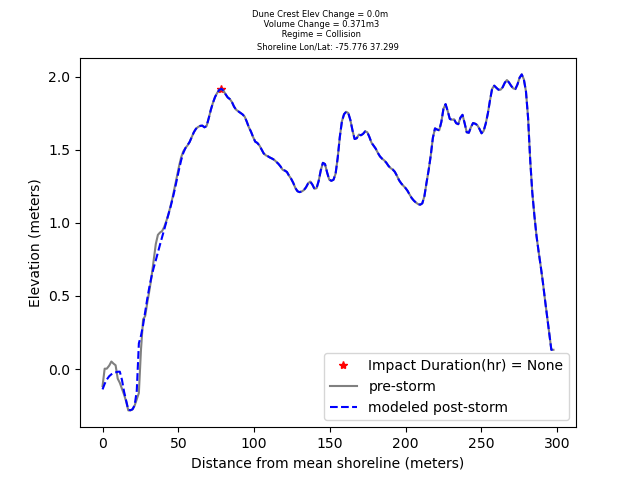 Dune Crest Elev Change = 0.0m
Volume Change = 0.371m3
Regime = Collision
Shoreline Lon/Lat: -75.776 37.299
2.0
1.5
1.0
0.5
0.0
Elevation (meters)
Impact Duration(hr) = None
pre-storm
modeled post-storm
0 50 100 150 200 250 300
Distance from mean shoreline (meters)